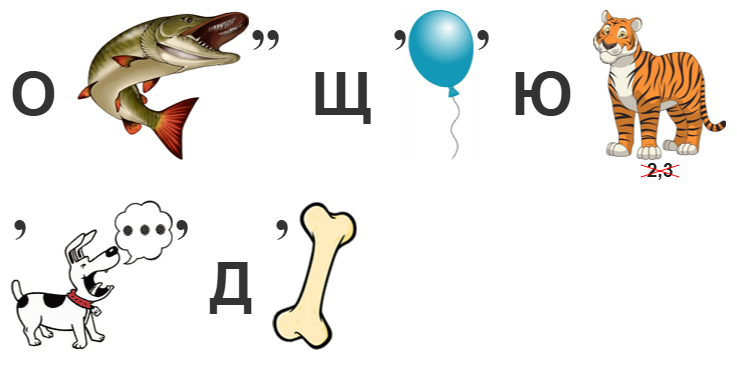 О ,, Щ , , Ю
2,3
, , Д ,